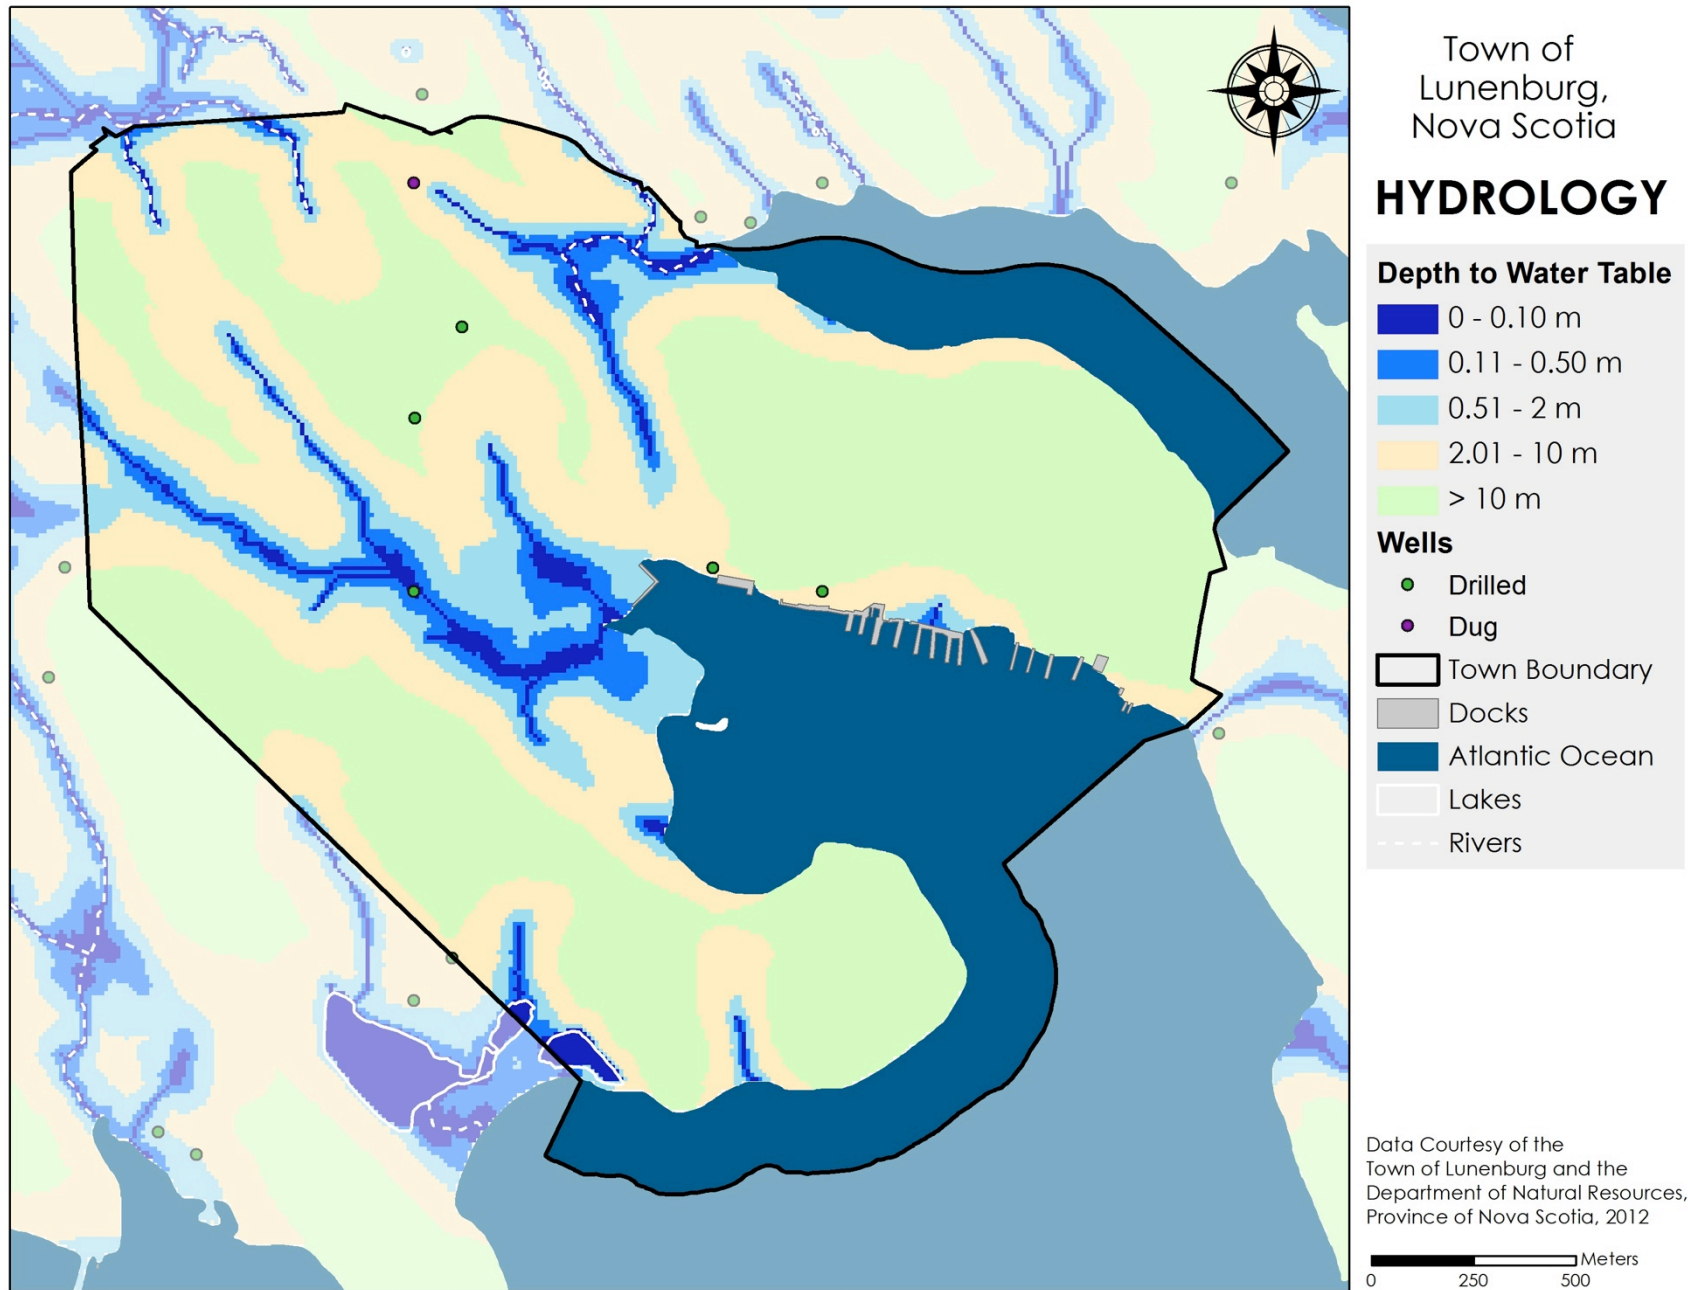 Town of
Lunenburg,
Nova Scotia
HYDROLOGY
Depth to Water Table
0 - 0.10 m
0.11 - 0.50 m
0.51 - 2 m
2.01 - 10 m
> 10 m
Wells
Drilled
Dug
Town Boundary
Docks
Atlantic Ocean
Lakes
Rivers
Data Courtesy of the
Town of Lunenburg and the
Department of Natural Resources,
Province of Nova Scotia, 2012
Meters
0 250 500